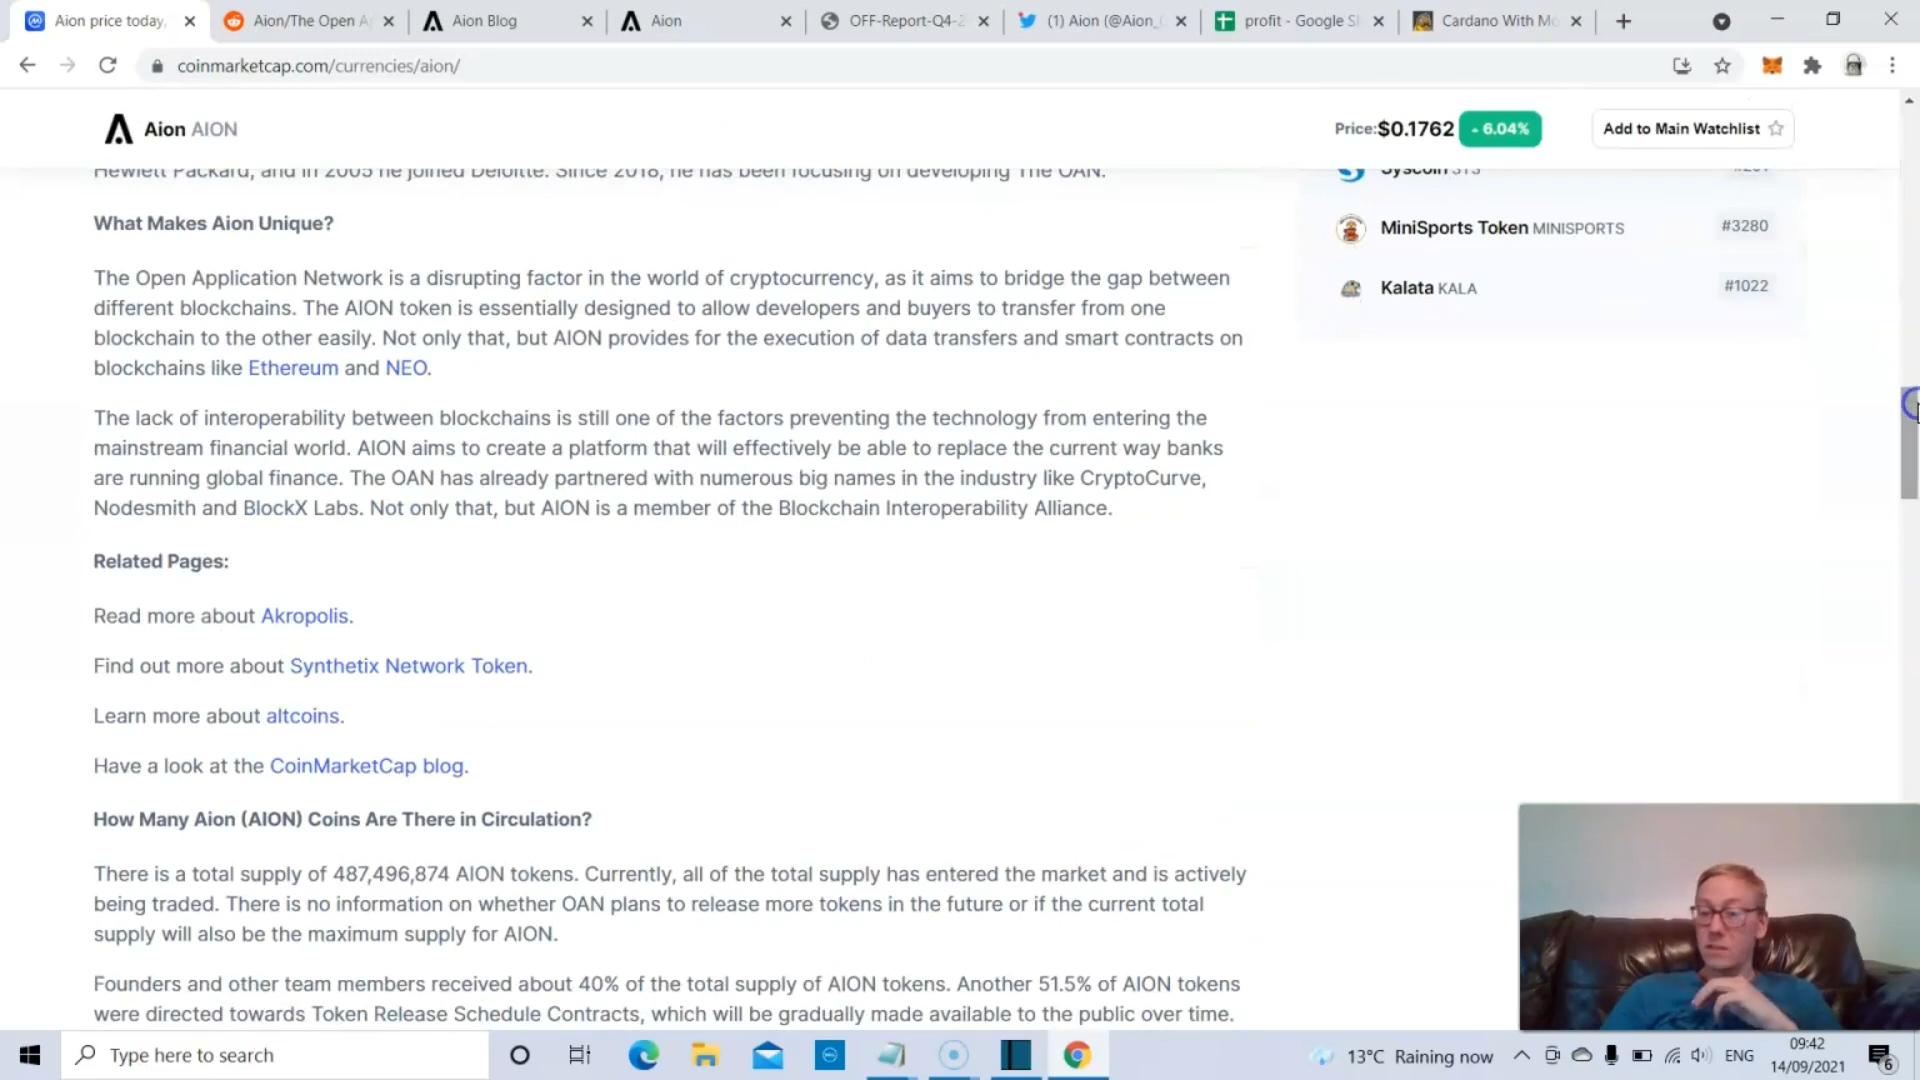 Aion price today,
Aion/The Open A
Aion Blog
Aion
OFF-Report-Q4-2
(1) Aion (@Aion_
profit - Google S
Cardano With Mo
coinmarketcap.com/currencies/aion/
Aion AION
Price:$0.1762 6.04%
Add to Main Watchlist
Hewlett Packard, and in 2005 he joined Deloitte. Since 2018, he has been focusing on developing The OAN.
Syscoin SYS
What Makes Aion Unique?
MiniSports Token MINISPORTS #3280
Kalata KALA #1022
The Open Application Network is a disrupting factor in the world of cryptocurrency, as it aims to bridge the gap between
different blockchains. The AION token is essentially designed to allow developers and buyers to transfer from one
blockchain to the other easily. Not only that, but AION provides for the execution of data transfers and smart contracts on
blockchains like Ethereum and NEO.
The lack of interoperability between blockchains is still one of the factors preventing the technology from entering the
mainstream financial world. AION aims to create a platform that will effectively be able to replace the current way banks
are running global finance. The OAN has already partnered with numerous big names in the industry like CryptoCurve,
Nodesmith and BlockX Labs. Not only that, but AION is a member of the Blockchain Interoperability Alliance.
Related Pages:
Read more about Akropolis.
Find out more about Synthetix Network Token.
Learn more about altcoins.
Have a look at the CoinMarketCap blog.
How Many Aion (AION) Coins Are There in Circulation?
There is a total supply of 487,496,874 AION tokens. Currently, all of the total supply has entered the market and is actively
being traded. There is no information on whether OAN plans to release more tokens in the future or if the current total
supply will also be the maximum supply for AION.
Founders and other team members received about 40% of the total supply of AION tokens. Another 51.5% of AION tokens
were directed towards Token Release Schedule Contracts, which will be gradually made available to the public over time.
Type here to search
13°C Raining now
ENG
09:42
14/09/2021
6